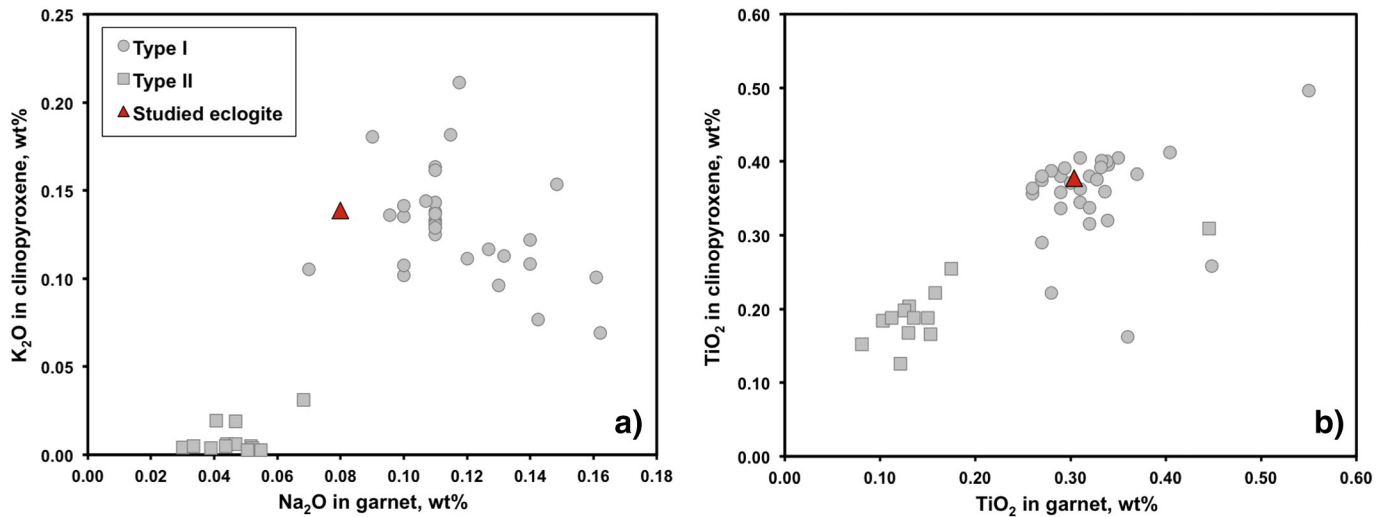 Type I
Type II
Studied eclogite
K₂O in clinopyroxene, wt%
0.25
0.20
0.15
0.10
0.05
0.00
0.00 0.02 0.04 0.06 0.08 0.10 0.12 0.14 0.16 0.18
Na₂O in garnet, wt%
a)
TiO₂ in clinopyroxene, wt%
0.60
0.50
0.40
0.30
0.20
0.10
0.00
0.00 0.10 0.20 0.30 0.40 0.50 0.60
TiO₂ in garnet, wt%
b)